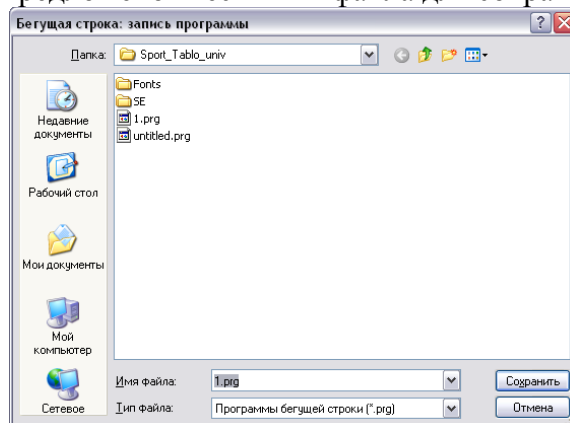 Бегущая строка: запись программы
Папка:
Sport_Tablo_univ
Недавние
документы
Рабочий стол
Мои документы
Мой
компьютер
Сетевое
Fonts
SE
1.prg
untitled.prg
Имя файла:
1.prg
Сохранить
Тип файла:
Программы бегущей строки (*.prg)
Отмена